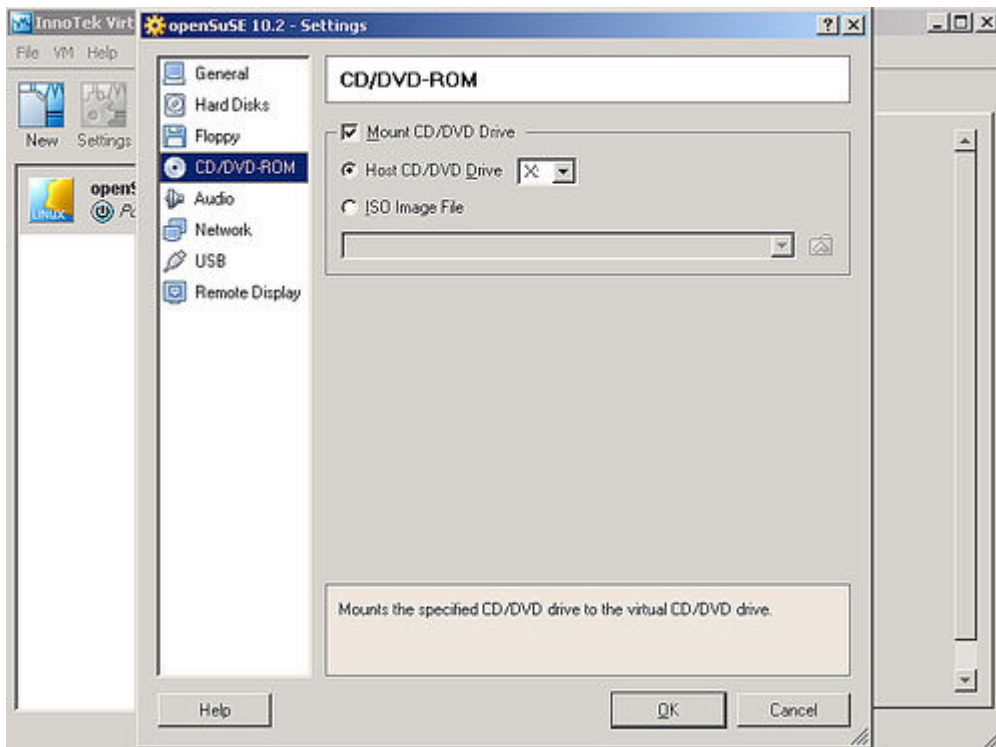 InnoTek Virt
openSuSE 10.2 - Settings
File VM Help
New Settings
openS
LINUX
General
Hard Disks
Floppy
CD/DVD-ROM
Audio
Network
USB
Remote Display
CD/DVD-ROM
Mount CD/DVD Drive
Host CD/DVD Drive X:
ISO Image File
Mounts the specified CD/DVD drive to the virtual CD/DVD drive.
Help OK Cancel